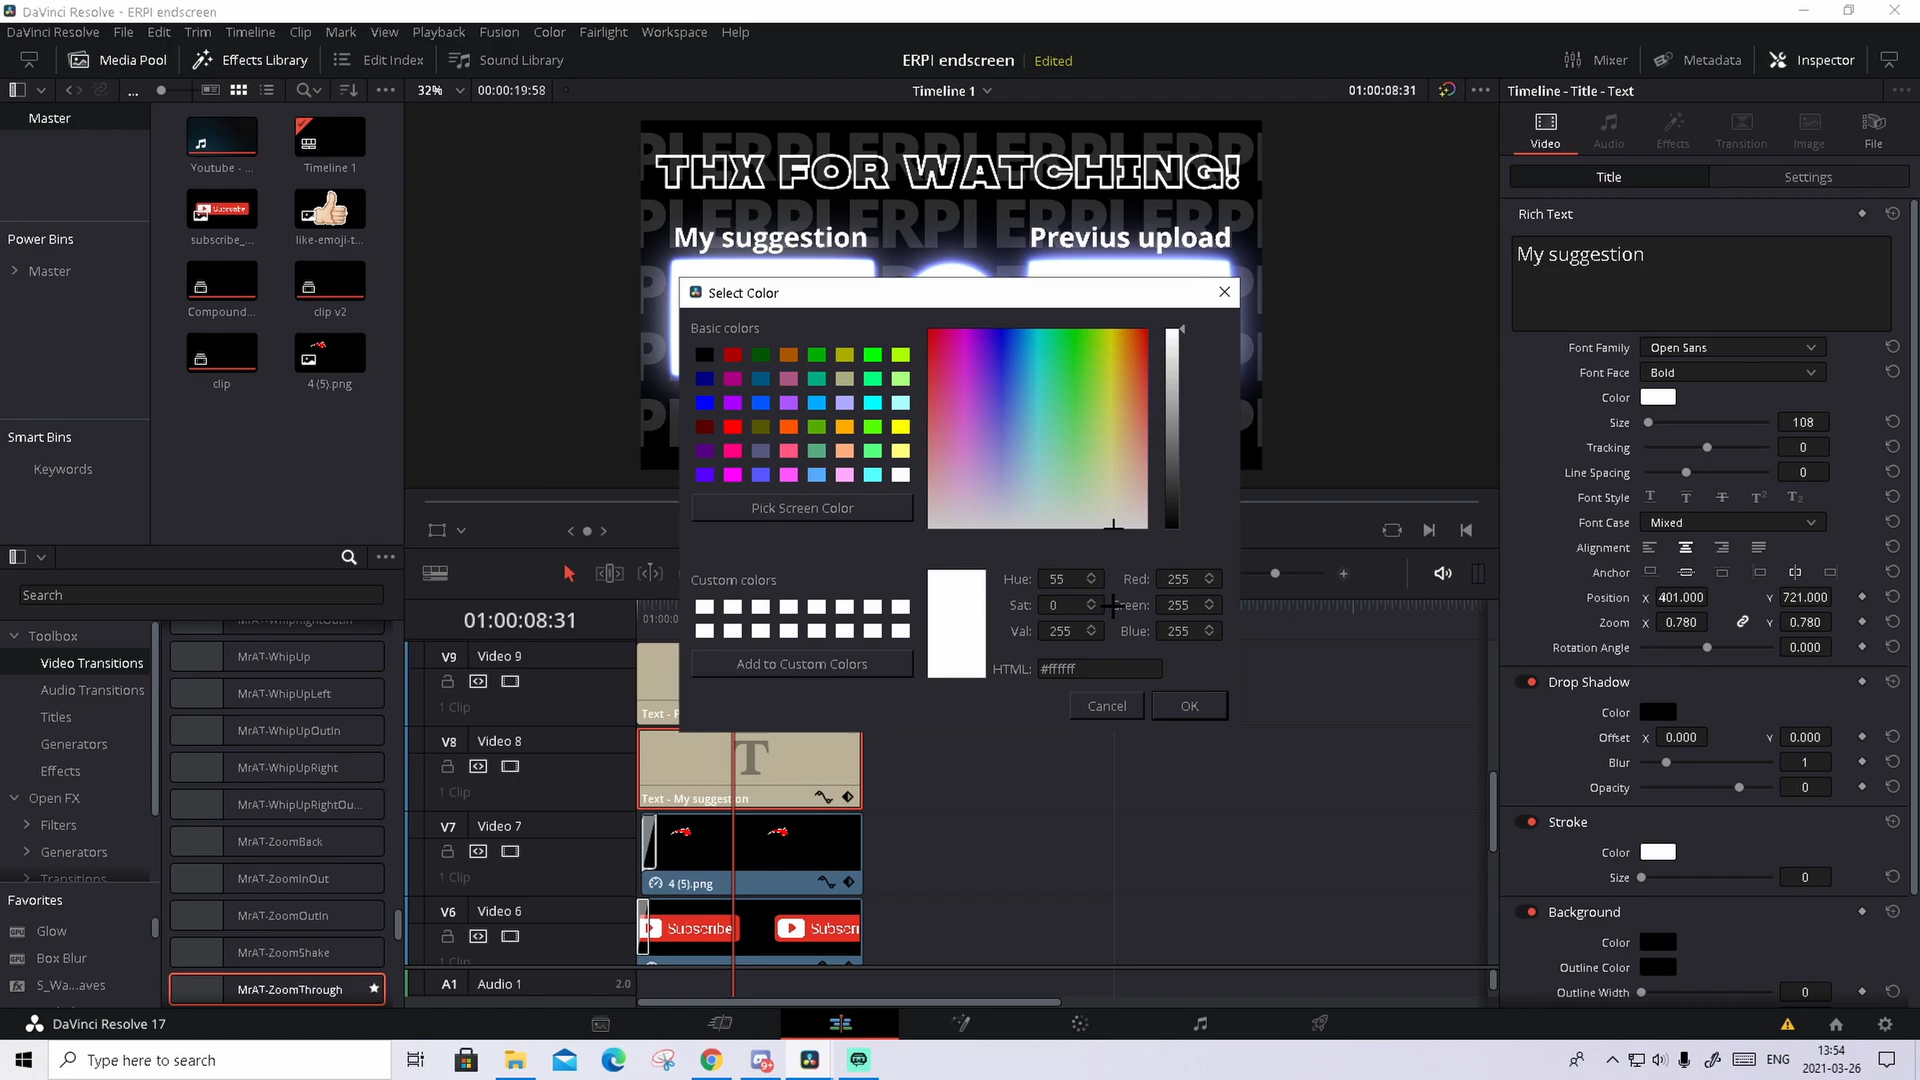 DaVinci Resolve - ERPI endscreen
DaVinci Resolve File Edit Trim Timeline Clip Mark View Playback Fusion Color Fairlight Workspace Help
Media Pool Effects Library Edit Index Sound Library
ERPI endscreen Edited
Mixer Metadata Inspector
32% 00:00:19:58 Timeline 1 01:00:08:31
Timeline - Title - Text
Master
Youtube - ...
Timeline 1
Subscribe
subscribe_...
like-emoji-t...
Power Bins
Master
Compound...
clip v2
clip
4 (5).png
Smart Bins
Keywords
THX FOR WATCHING!
My suggestion
Previus upload
Video Audio Effects Transition Image File
Title Settings
Rich Text
My suggestion
Font Family Open Sans
Font Face Bold
Color
Size 108
Tracking 0
Line Spacing 0
Font Style
Font Case Mixed
Alignment
Anchor
Position X 401.000 Y 721.000
Zoom X 0.780 Y 0.780
Rotation Angle 0.000
Drop Shadow
Color
Offset X 0.000 Y 0.000
Blur 1
Opacity 0
Stroke
Color
Size 0
Background
Color
Outline Color
Outline Width 0
Select Color
Basic colors
Pick Screen Color
Custom colors
Add to Custom Colors
Hue: 55 Red: 255
Sat: 0 255
Val: 255 Blue: 255
HTML: #ffffff
Cancel OK
Search
Toolbox
Video Transitions
Audio Transitions
Titles
Generators
Effects
Open FX
Filters
Generators
Transitions
Favorites
Glow
Box Blur
S_Wa...aves
MrAT-WhipUp
MrAT-WhipUpLeft
MrAT-WhipUpOutIn
MrAT-WhipUpRight
MrAT-WhipUpRightOu...
MrAT-ZoomBack
MrAT-ZoomInOut
MrAT-ZoomOutIn
MrAT-ZoomShake
MrAT-ZoomThrough
01:00:08:31
V9 Video 9
1 Clip
V8 Video 8
1 Clip
Text - My suggestion
V7 Video 7
1 Clip
4 (5).png
V6 Video 6
Subscribe
A1 Audio 1 2.0
DaVinci Resolve 17
Type here to search
ENG
13:54
2021-03-26